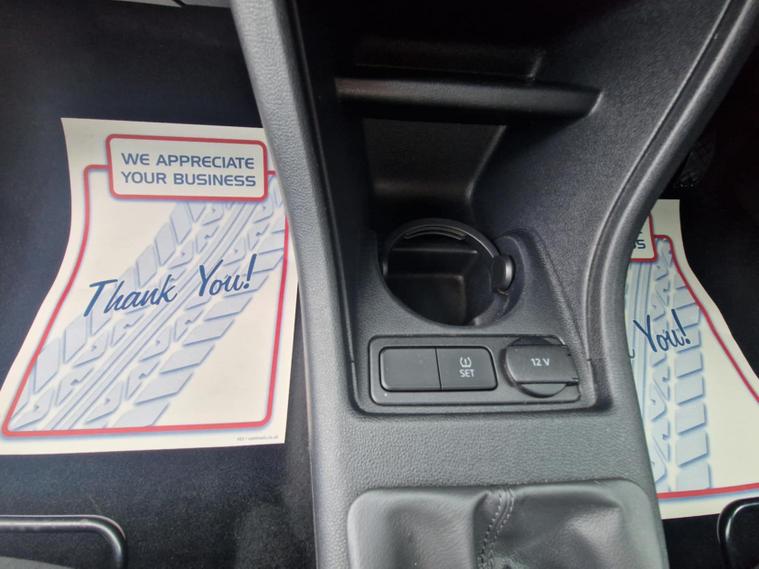 WE APPRECIATE
YOUR BUSINESS
Thank You!
SET
12 V
You!